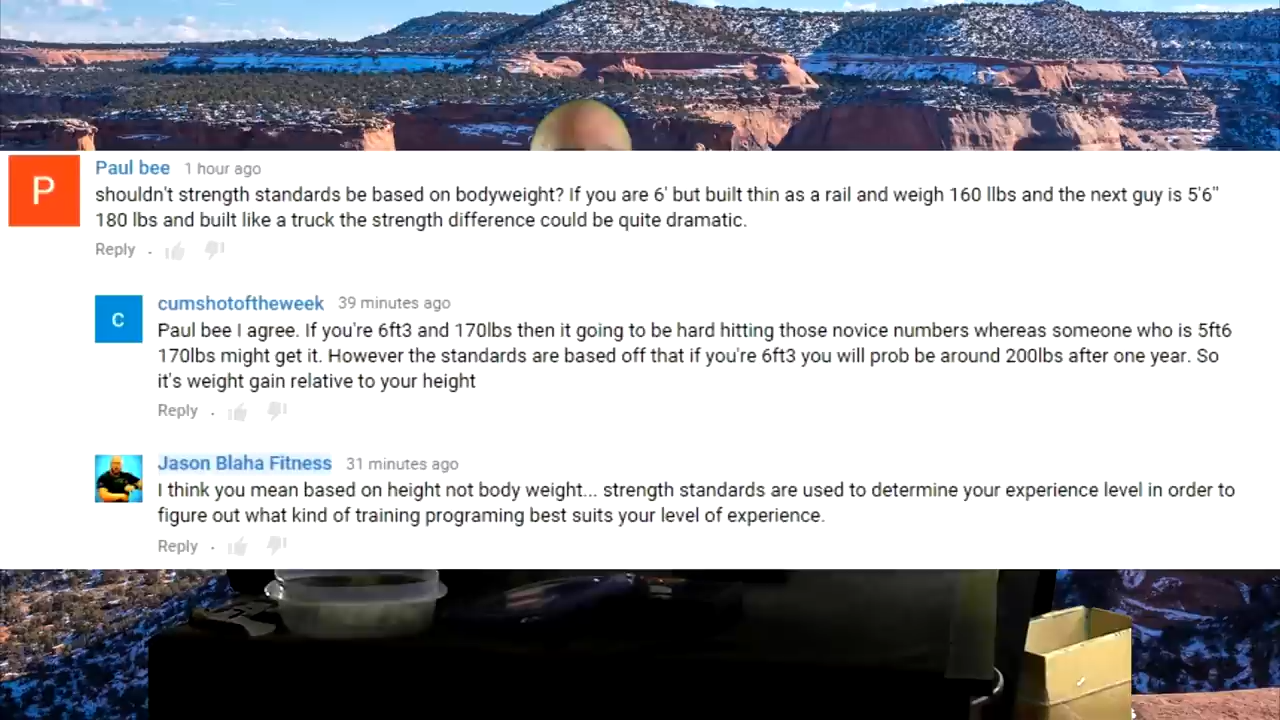 P
Paul bee 1 hour ago
shouldn't strength standards be based on bodyweight? If you are 6' but built thin as a rail and weigh 160 llbs and the next guy is 5'6"
180 lbs and built like a truck the strength difference could be quite dramatic.
Reply .
C
cumshotoftheweek 39 minutes ago
Paul bee I agree. If you're 6ft3 and 170lbs then it going to be hard hitting those novice numbers whereas someone who is 5ft6
170lbs might get it. However the standards are based off that if you're 6ft3 you will prob be around 200lbs after one year. So
it's weight gain relative to your height
Reply .
Jason Blaha Fitness 31 minutes ago
I think you mean based on height not body weight... strength standards are used to determine your experience level in order to
figure out what kind of training programing best suits your level of experience.
Reply .